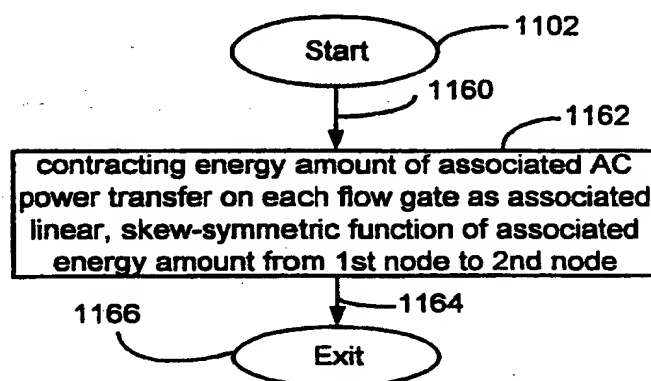 Start
1102
1160
1162
contracting energy amount of associated AC
power transfer on each flow gate as associated
linear, skew-symmetric function of associated
energy amount from 1st node to 2nd node
1164
1166
Exit